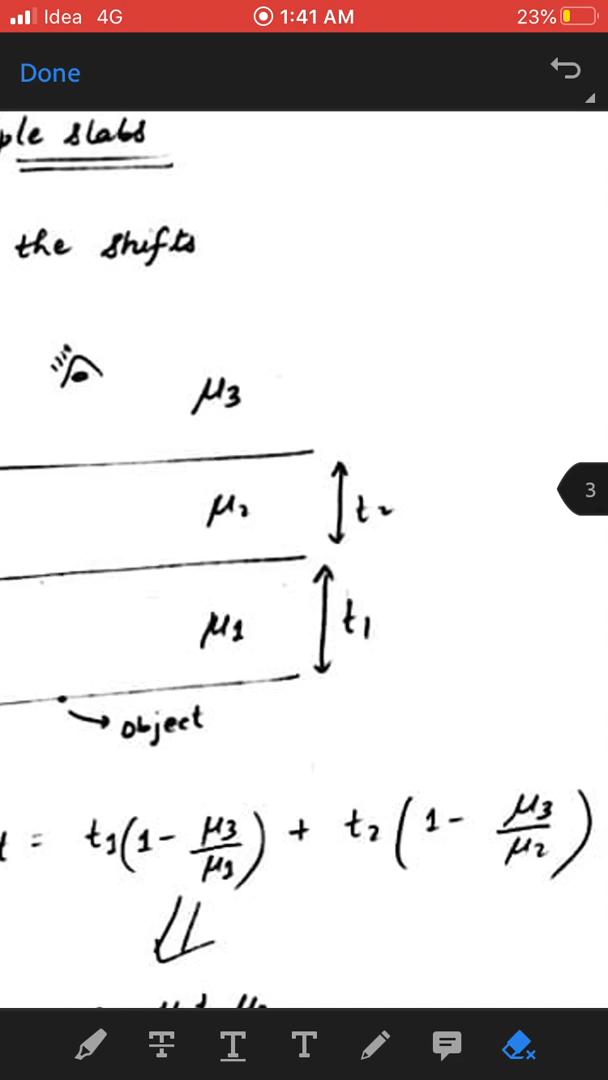 Idea 4G 1:41 AM 23%
Done
ple slabs
the shifts
μ3
μ2 t2
3
μ1 t1
object
t = t1(1 - μ3/μ1) + t2(1 - μ3/μ2)
T T T